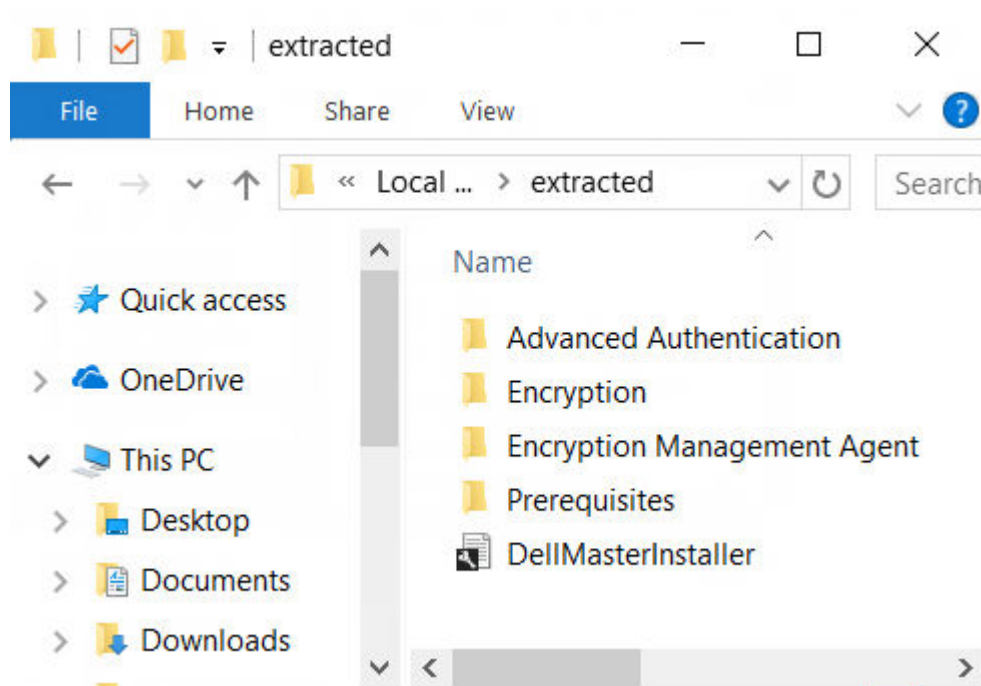 extracted
File Home Share View
« Local ... > extracted
Search
Name
Quick access
OneDrive
This PC
Desktop
Documents
Downloads
Advanced Authentication
Encryption
Encryption Management Agent
Prerequisites
DellMasterInstaller